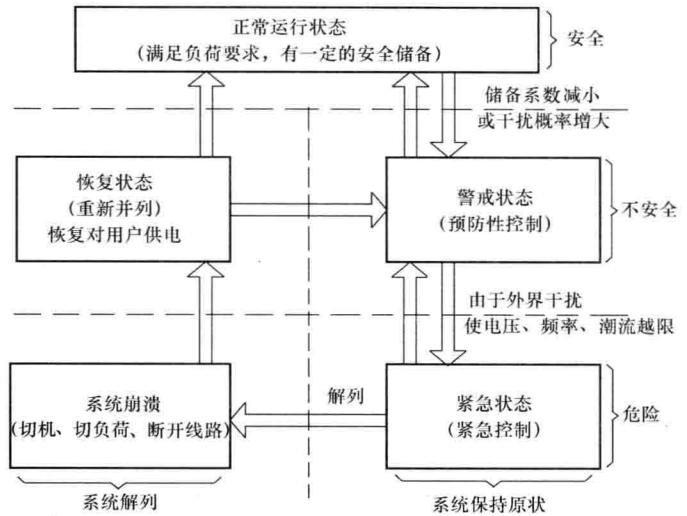 正常运行状态
(满足负荷要求，有一定的安全储备)
安全
储备系数减小
或干扰概率增大
恢复状态
(重新并列)
恢复对用户供电
警戒状态
(预防性控制)
不安全
由于外界干扰
使电压、频率、潮流越限
系统崩溃
(切机、切负荷、断开线路)
解列
紧急状态
(紧急控制)
危险
系统解列
系统保持原状